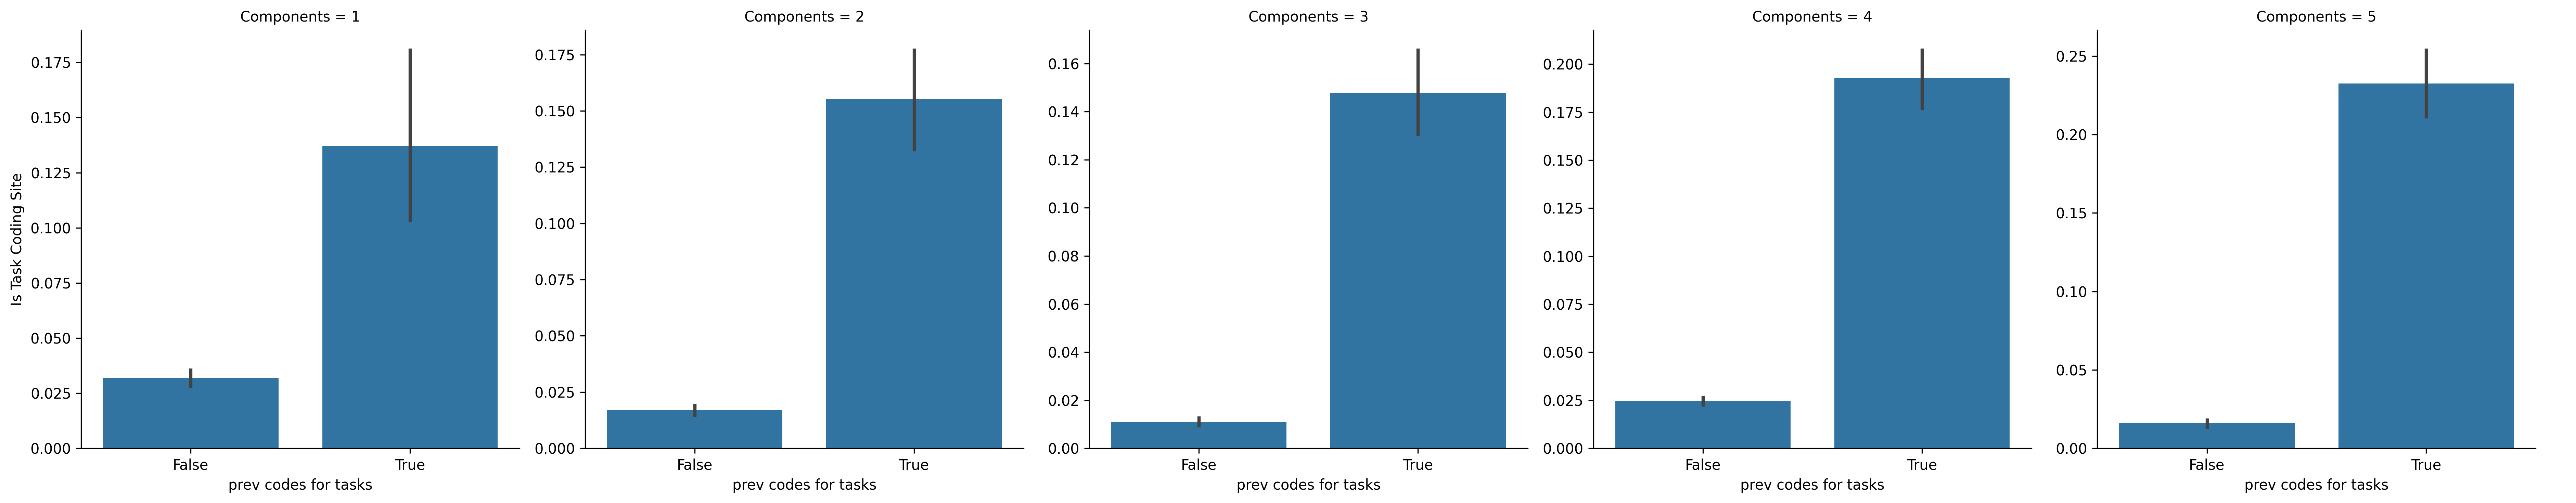 Components = 1
Components = 2
Components = 3
Components = 4
Components = 5
Is Task Coding Site
0.175
0.150
0.125
0.100
0.075
0.050
0.025
0.000
False
True
prev codes for tasks
0.175
0.150
0.125
0.100
0.075
0.050
0.025
0.000
False
True
prev codes for tasks
0.16
0.14
0.12
0.10
0.08
0.06
0.04
0.02
0.00
False
True
prev codes for tasks
0.200
0.175
0.150
0.125
0.100
0.075
0.050
0.025
0.000
False
True
prev codes for tasks
0.25
0.20
0.15
0.10
0.05
0.00
False
True
prev codes for tasks